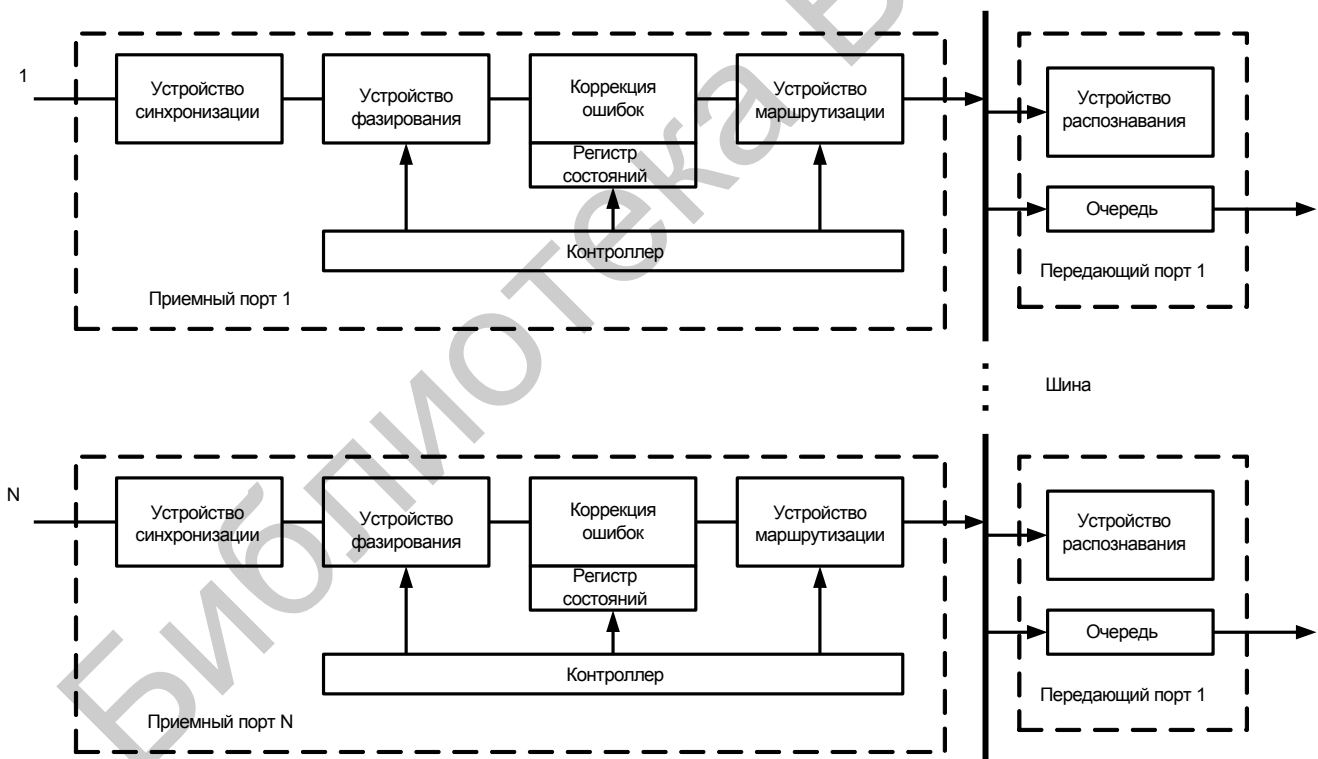 1
Устройство
синхронизации
Устройство
фазирования
Коррекция
ошибок
Регистр
состояний
Устройство
маршрутизации
Контроллер
Приемный порт 1
Устройство
распознавания
Очередь
Передающий порт 1
Шина
N
Устройство
синхронизации
Устройство
фазирования
Коррекция
ошибок
Регистр
состояний
Устройство
маршрутизации
Контроллер
Приемный порт N
Устройство
распознавания
Очередь
Передающий порт 1
Библиотека